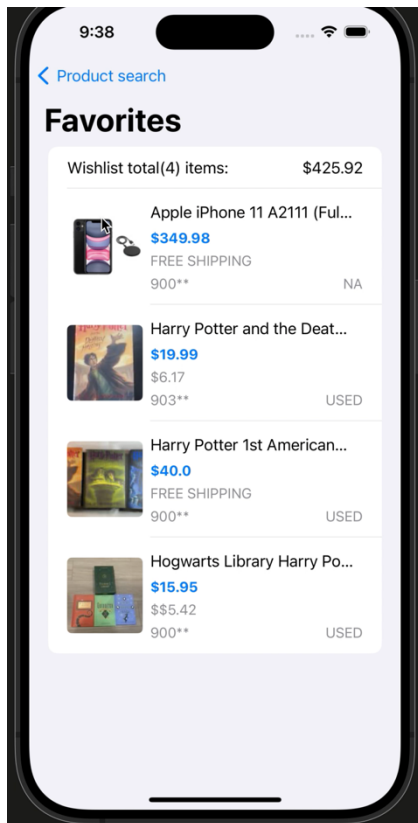 9:38
Product search
Favorites
Wishlist total(4) items: $425.92
Apple iPhone 11 A2111 (Ful...
$349.98
FREE SHIPPING
900** NA
Harry Potter and the Deat...
$19.99
$6.17
903** USED
Harry Potter 1st American...
$40.0
FREE SHIPPING
900** USED
Hogwarts Library Harry Po...
$15.95
$$5.42
900** USED